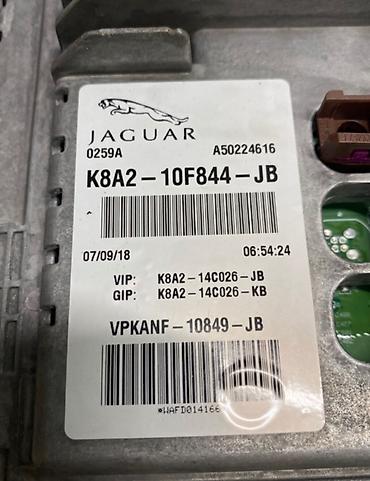 JAGUAR
0259A A50224616
K8A2-10F844-JB
07/09/18 06:54:24
VIP: K8A2-14C026-JB
GIP: K8A2-14C026-KB
VPKANF-10849-JB